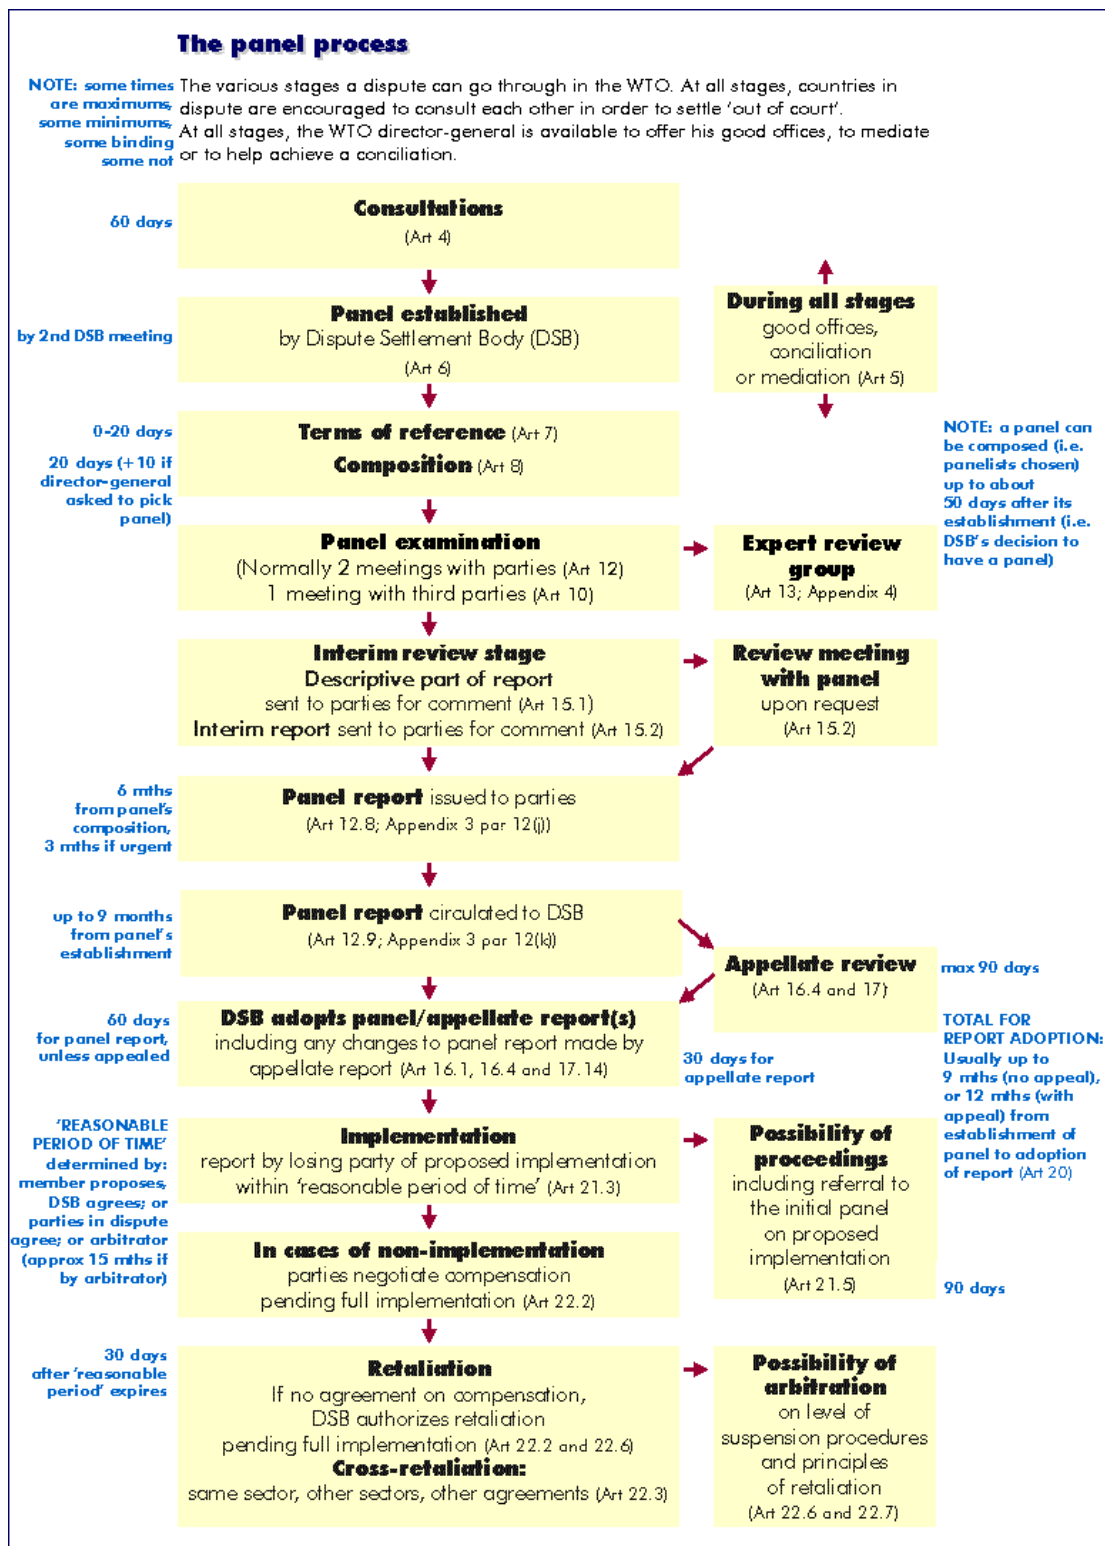 The panel process
NOTE: some times
are maximums,
some minimums,
some binding
some not
The various stages a dispute can go through in the WTO. At all stages, countries in
dispute are encouraged to consult each other in order to settle ‘out of court’.
At all stages, the WTO director-general is available to offer his good offices, to mediate
or to help achieve a conciliation.
60 days
Consultations
(Art 4)
by 2nd DSB meeting
Panel established
by Dispute Settlement Body (DSB)
(Art 6)
During all stages
good offices,
conciliation
or mediation (Art 5)
0-20 days
Terms of reference (Art 7)
20 days (+10 if
director-general
asked to pick
panel)
Composition (Art 8)
NOTE: a panel can
be composed (i.e.
panelists chosen)
up to about
50 days after its
establishment (i.e.
DSB’s decision to
have a panel)
Panel examination
(Normally 2 meetings with parties (Art 12)
1 meeting with third parties (Art 10)
Expert review
group
(Art 13; Appendix 4)
Interim review stage
Descriptive part of report
sent to parties for comment (Art 15.1)
Interim report sent to parties for comment (Art 15.2)
Review meeting
with panel
upon request
(Art 15.2)
6 mths
from panel’s
composition,
3 mths if urgent
Panel report issued to parties
(Art 12.8; Appendix 3 par 12(j))
up to 9 months
from panel’s
establishment
Panel report circulated to DSB
(Art 12.9; Appendix 3 par 12(k))
Appellate review
(Art 16.4 and 17)
max 90 days
60 days
for panel report,
unless appealed
DSB adopts panel/appellate report(s)
including any changes to panel report made by
appellate report (Art 16.1, 16.4 and 17.14)
30 days for
appellate report
TOTAL FOR
REPORT ADOPTION:
Usually up to
9 mths (no appeal),
or 12 mths (with
appeal) from
establishment of
panel to adoption
of report (Art 20)
‘REASONABLE
PERIOD OF TIME’
determined by:
member proposes,
DSB agrees; or
parties in dispute
agree; or arbitrator
(approx 15 mths if
by arbitrator)
Implementation
report by losing party of proposed implementation
within ‘reasonable period of time’ (Art 21.3)
Possibility of
proceedings
including referral to
the initial panel
on proposed
implementation
(Art 21.5)
90 days
In cases of non-implementation
parties negotiate compensation
pending full implementation (Art 22.2)
30 days
after ‘reasonable
period’ expires
Retaliation
If no agreement on compensation,
DSB authorizes retaliation
pending full implementation (Art 22.2 and 22.6)
Cross-retaliation:
same sector, other sectors, other agreements (Art 22.3)
Possibility of
arbitration
on level of
suspension procedures
and principles
of retaliation
(Art 22.6 and 22.7)